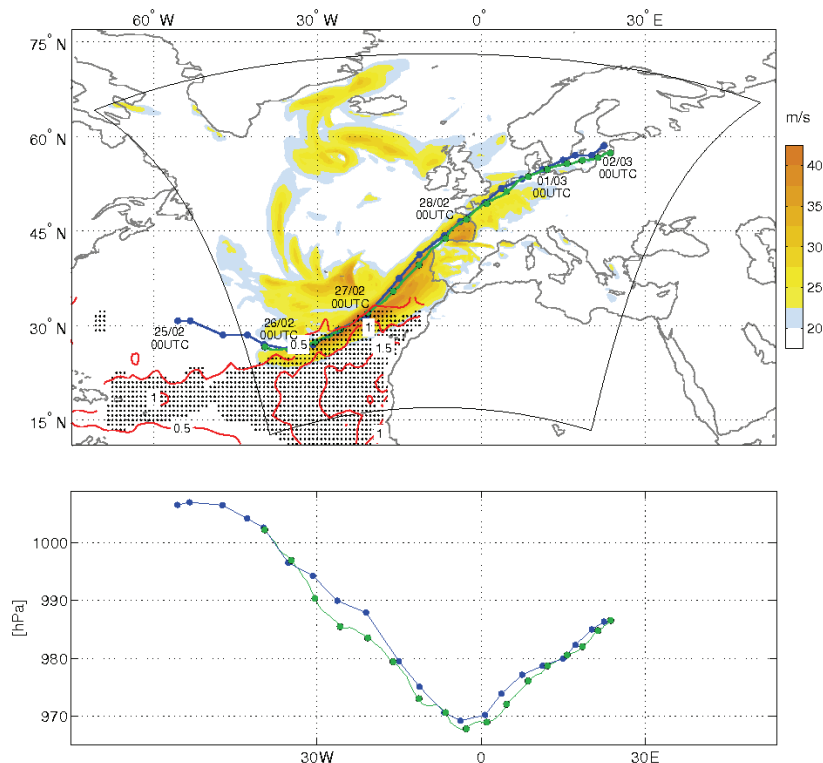 60° W 30° W 0° 30° E
75° N
60° N
45° N
30° N
15° N
m/s
40
35
30
25
20
02/03
00UTC
01/03
00UTC
28/02
00UTC
27/02
00UTC
26/02
00UTC
25/02
00UTC
0.5
1
1.5
1
0.5
1
[hPa]
1000
990
980
970
30W 0 30E